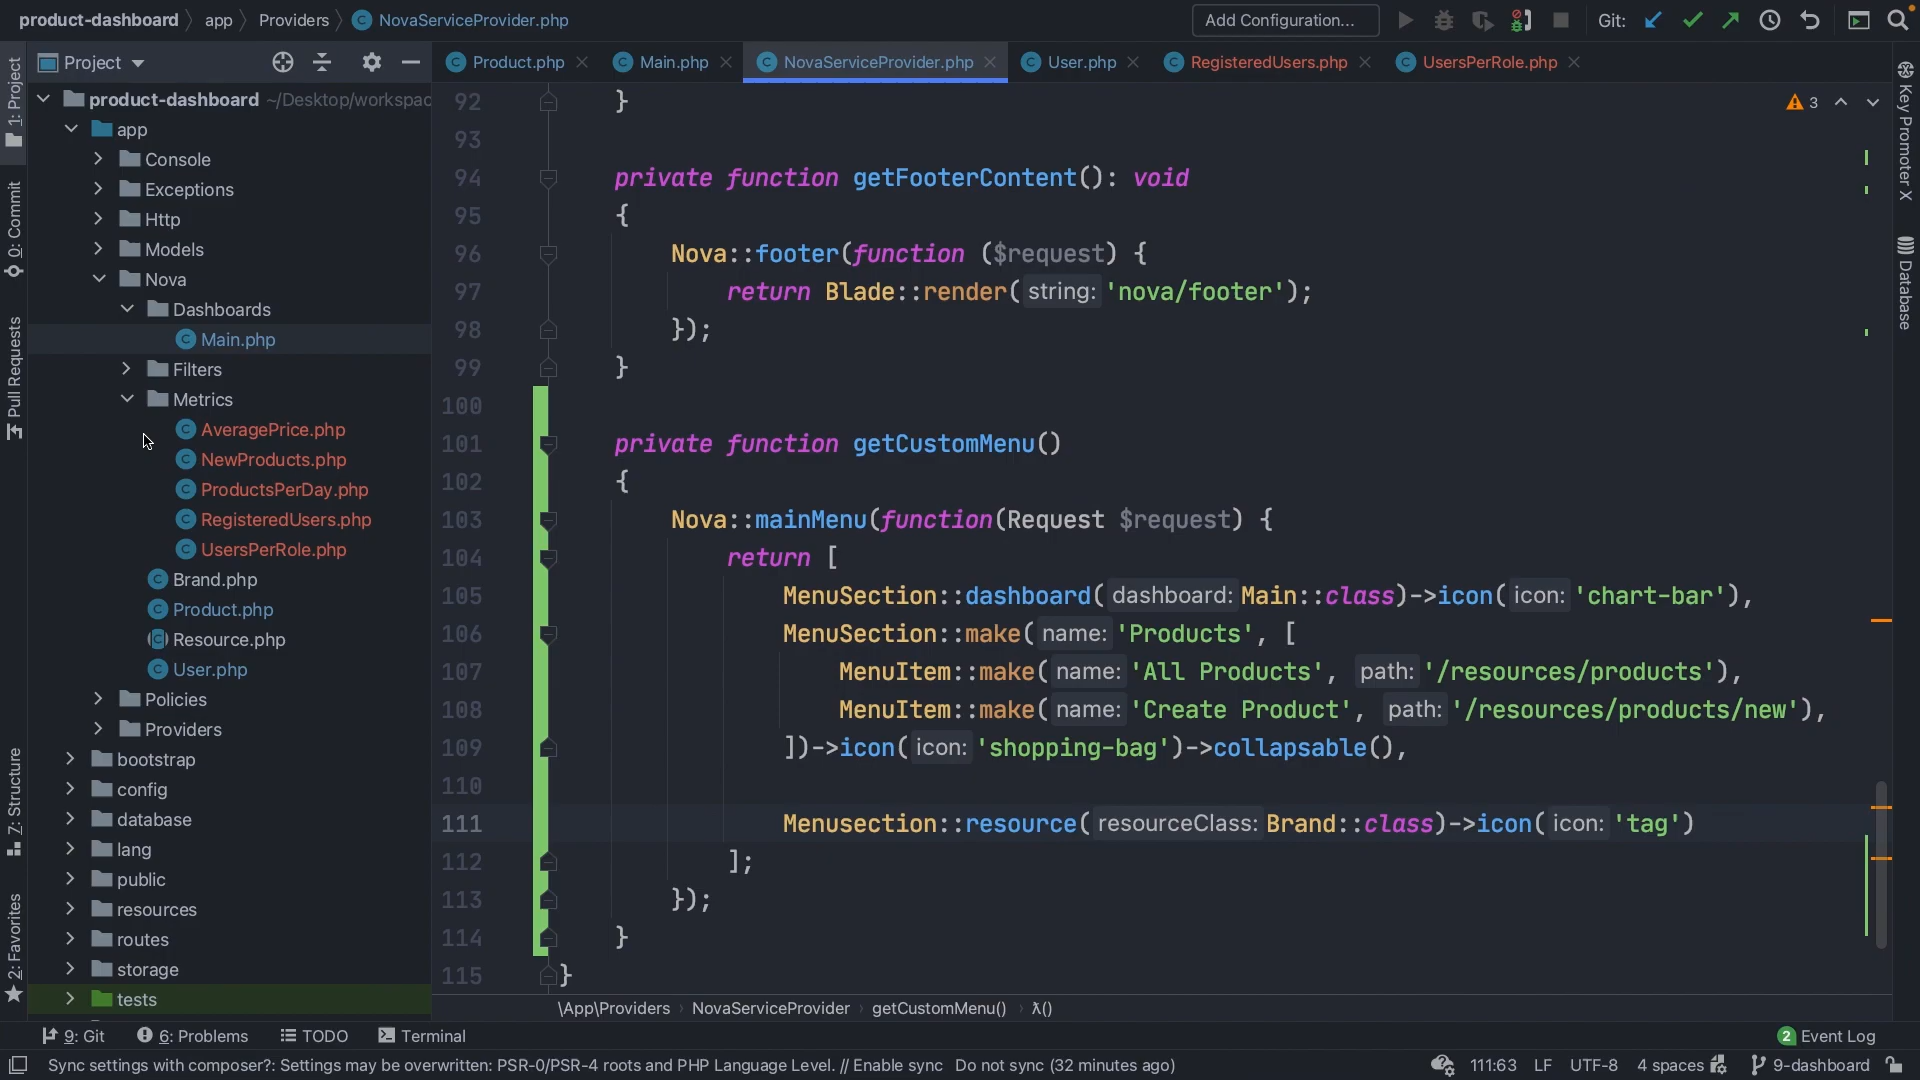 product-dashboard app Providers NovaServiceProvider.php Add Configuration... Git:
Project
Product.php Main.php NovaServiceProvider.php User.php RegisteredUsers.php UsersPerRole.php
1: Project
0: Commit
Pull Requests
7: Structure
2: Favorites
product-dashboard ~/Desktop/workspac
app
Console
Exceptions
Http
Models
Nova
Dashboards
Main.php
Filters
Metrics
AveragePrice.php
NewProducts.php
ProductsPerDay.php
RegisteredUsers.php
UsersPerRole.php
Brand.php
Product.php
Resource.php
User.php
Policies
Providers
bootstrap
config
database
lang
public
resources
routes
storage
tests
3
92 }
93
94 private function getFooterContent(): void
95 {
96 Nova::footer(function ($request) {
97 return Blade::render( string: 'nova/footer');
98 });
99 }
100
101 private function getCustomMenu()
102 {
103 Nova::mainMenu(function(Request $request) {
104 return [
105 MenuSection::dashboard( dashboard: Main::class)->icon( icon: 'chart-bar'),
106 MenuSection::make( name: 'Products', [
107 MenuItem::make( name: 'All Products', path: '/resources/products'),
108 MenuItem::make( name: 'Create Product', path: '/resources/products/new'),
109 ])->icon( icon: 'shopping-bag')->collapsable(),
110
111 Menusection::resource( resourceClass: Brand::class)->icon( icon: 'tag')
112 ];
113 });
114 }
115 }
Key Promoter X
Database
\App\Providers NovaServiceProvider getCustomMenu() λ()
9: Git 6: Problems TODO Terminal 2 Event Log
Sync settings with composer?: Settings may be overwritten: PSR-0/PSR-4 roots and PHP Language Level. // Enable sync Do not sync (32 minutes ago) 111:63 LF UTF-8 4 spaces 9-dashboard